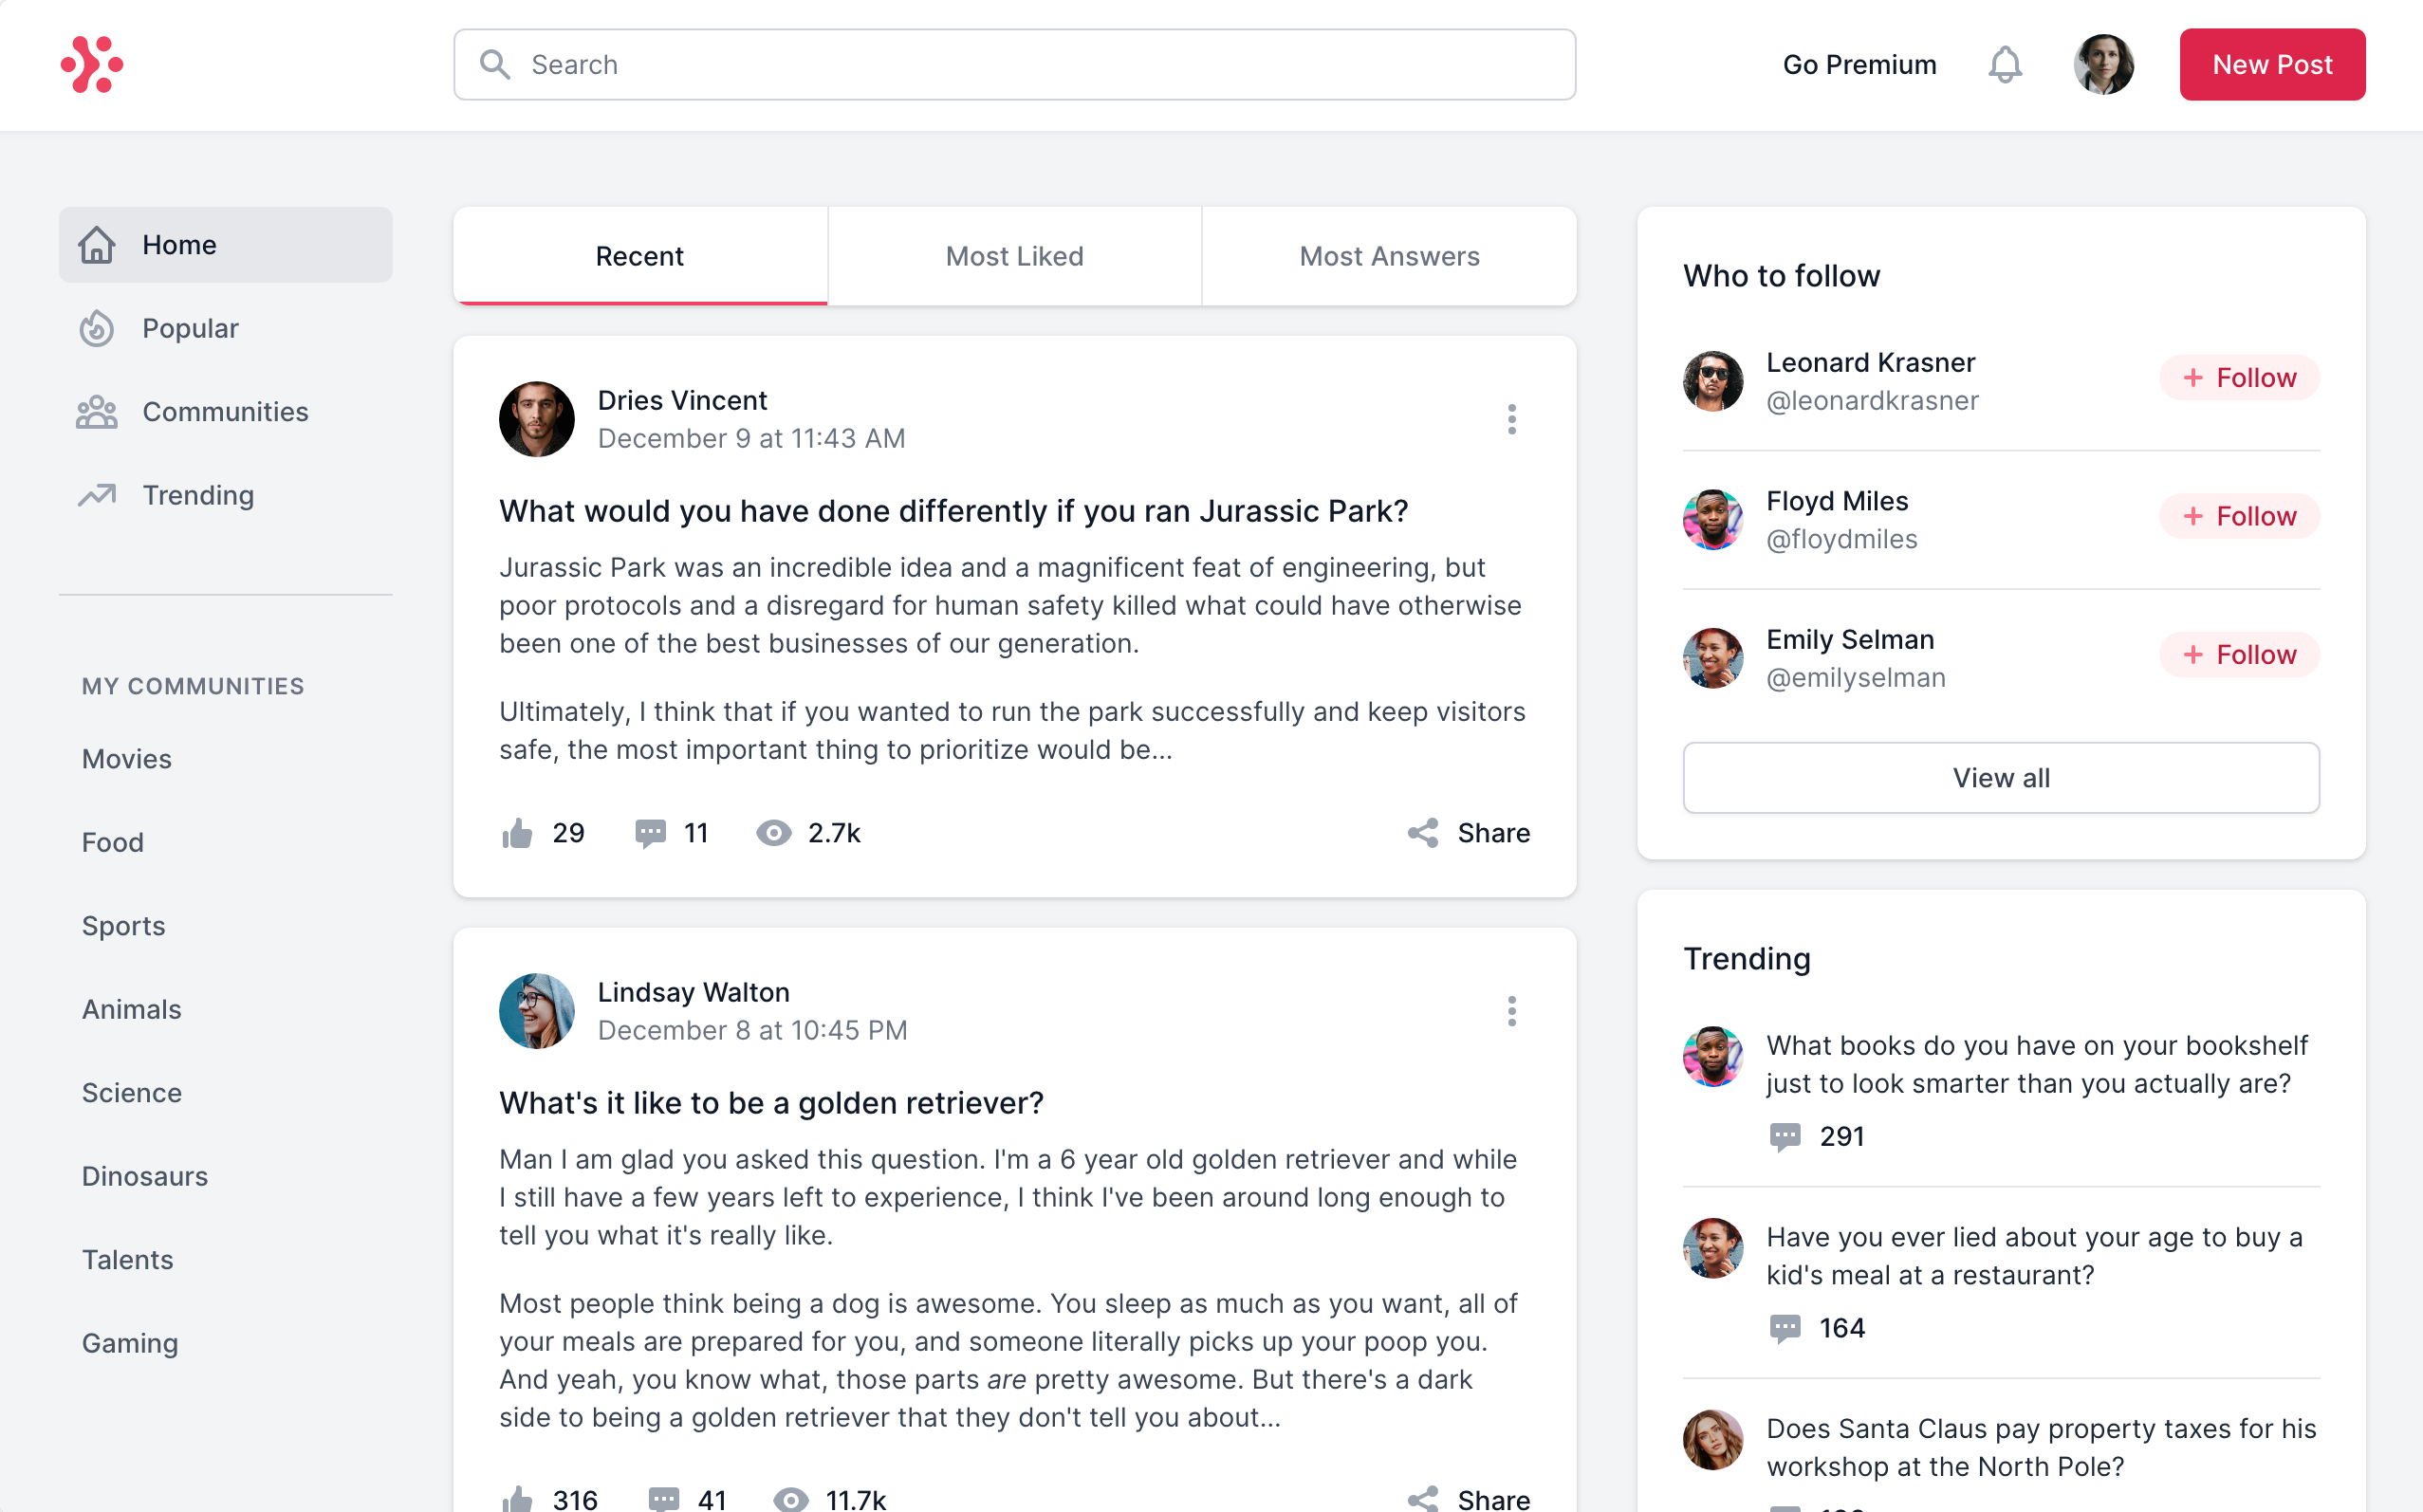 Search
Go Premium
New Post
Home
Popular
Communities
Trending
MY COMMUNITIES
Movies
Food
Sports
Animals
Science
Dinosaurs
Talents
Gaming
Recent
Most Liked
Most Answers
Dries Vincent
December 9 at 11:43 AM
What would you have done differently if you ran Jurassic Park?
Jurassic Park was an incredible idea and a magnificent feat of engineering, but
poor protocols and a disregard for human safety killed what could have otherwise
been one of the best businesses of our generation.
Ultimately, I think that if you wanted to run the park successfully and keep visitors
safe, the most important thing to prioritize would be...
29
11
2.7k
Share
Lindsay Walton
December 8 at 10:45 PM
What's it like to be a golden retriever?
Man I am glad you asked this question. I'm a 6 year old golden retriever and while
I still have a few years left to experience, I think I've been around long enough to
tell you what it's really like.
Most people think being a dog is awesome. You sleep as much as you want, all of
your meals are prepared for you, and someone literally picks up your poop you.
And yeah, you know what, those parts are pretty awesome. But there's a dark
side to being a golden retriever that they don't tell you about...
316
41
11.7k
Share
Who to follow
Leonard Krasner
@leonardkrasner
+ Follow
Floyd Miles
@floydmiles
+ Follow
Emily Selman
@emilyselman
+ Follow
View all
Trending
What books do you have on your bookshelf
just to look smarter than you actually are?
291
Have you ever lied about your age to buy a
kid's meal at a restaurant?
164
Does Santa Claus pay property taxes for his
workshop at the North Pole?